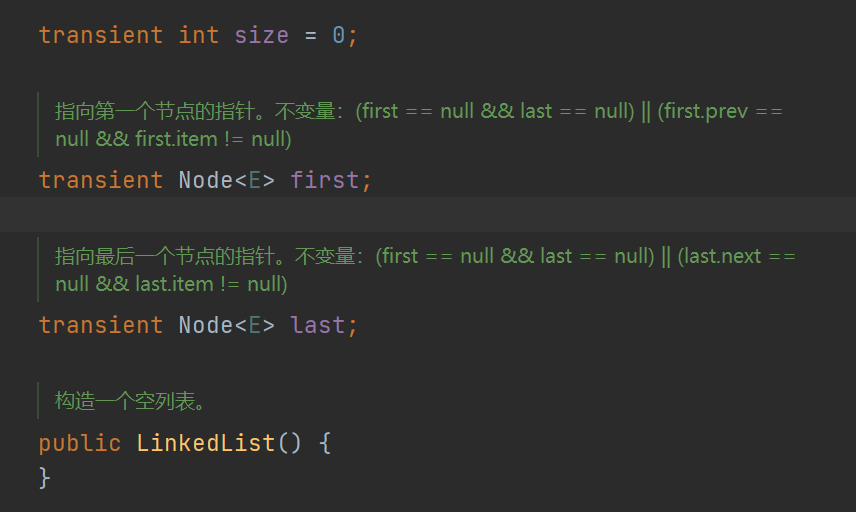 transient int size = 0;
指向第一个节点的指针。不变量：(first == null && last == null) || (first.prev ==
null && first.item != null)
transient Node<E> first;
指向最后一个节点的指针。不变量：(first == null && last == null) || (last.next ==
null && last.item != null)
transient Node<E> last;
构造一个空列表。
public LinkedList() {
}